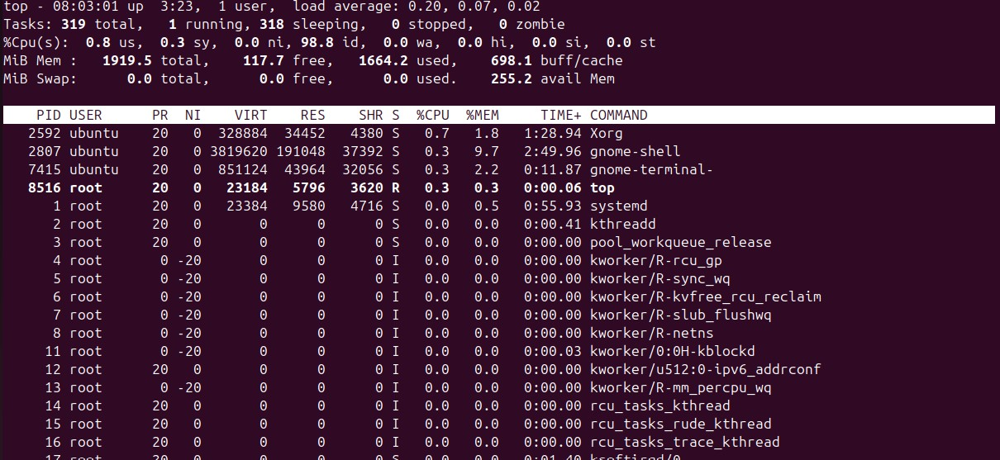 top - 08:03:01 up  3:23,  1 user,  load average: 0.20, 0.07, 0.02
Tasks: 319 total,   1 running, 318 sleeping,   0 stopped,   0 zombie
%Cpu(s):  0.8 us,  0.3 sy,  0.0 ni, 98.8 id,  0.0 wa,  0.0 hi,  0.0 si,  0.0 st
MiB Mem :   1919.5 total,    117.7 free,   1664.2 used,    698.1 buff/cache
MiB Swap:      0.0 total,      0.0 free,      0.0 used.    255.2 avail Mem
PID USER      PR  NI    VIRT    RES    SHR S  %CPU  %MEM     TIME+ COMMAND
2592 ubuntu    20   0  328884  34452   4380 S   0.7   1.8   1:28.94 Xorg
2807 ubuntu    20   0 3819620 191048  37392 S   0.3   9.7   2:49.96 gnome-shell
7415 ubuntu    20   0  851124  43964  32056 S   0.3   2.2   0:11.87 gnome-terminal-
8516 root      20   0   23184   5796   3620 R   0.3   0.3   0:00.06 top
1 root      20   0   23384   9580   4716 S   0.0   0.5   0:55.93 systemd
2 root      20   0       0      0      0 S   0.0   0.0   0:00.41 kthreadd
3 root      20   0       0      0      0 S   0.0   0.0   0:00.00 pool_workqueue_release
4 root       0 -20       0      0      0 I   0.0   0.0   0:00.00 kworker/R-rcu_gp
5 root       0 -20       0      0      0 I   0.0   0.0   0:00.00 kworker/R-sync_wq
6 root       0 -20       0      0      0 I   0.0   0.0   0:00.00 kworker/R-kvfree_rcu_reclaim
7 root       0 -20       0      0      0 I   0.0   0.0   0:00.00 kworker/R-slub_flushwq
8 root       0 -20       0      0      0 I   0.0   0.0   0:00.00 kworker/R-netns
11 root       0 -20       0      0      0 I   0.0   0.0   0:00.03 kworker/0:0H-kblockd
12 root      20   0       0      0      0 I   0.0   0.0   0:00.00 kworker/u512:0-ipv6_addrconf
13 root       0 -20       0      0      0 I   0.0   0.0   0:00.00 kworker/R-mm_percpu_wq
14 root      20   0       0      0      0 I   0.0   0.0   0:00.00 rcu_tasks_kthread
15 root      20   0       0      0      0 I   0.0   0.0   0:00.00 rcu_tasks_rude_kthread
16 root      20   0       0      0      0 I   0.0   0.0   0:00.00 rcu_tasks_trace_kthread
17 root      20   0       0      0      0 S   0.0   0.0   0:01.40 ksoftirqd/0